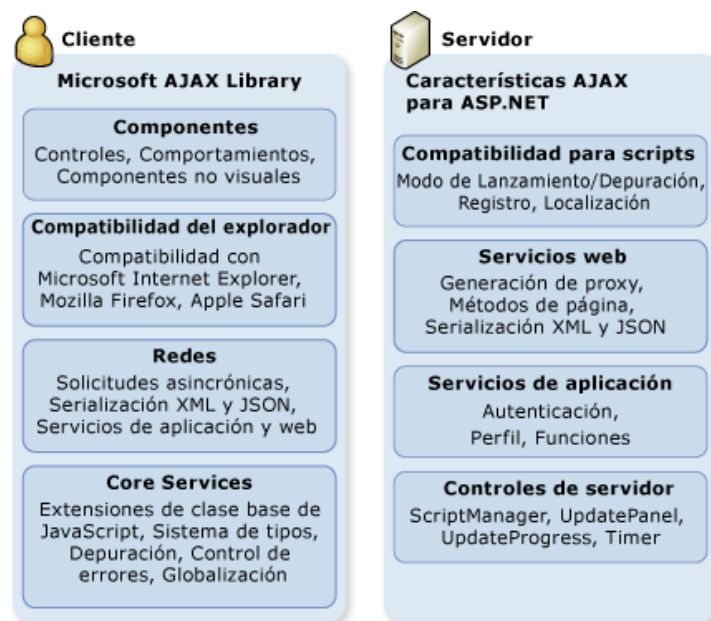 Cliente
Microsoft AJAX Library
Componentes
Controles, Comportamientos,
Componentes no visuales
Compatibilidad del explorador
Compatibilidad con
Microsoft Internet Explorer,
Mozilla Firefox, Apple Safari
Redes
Solicitudes asincrónicas,
Serialización XML y JSON,
Servicios de aplicación y web
Core Services
Extensiones de clase base de
JavaScript, Sistema de tipos,
Depuración, Control de
errores, Globalización
Servidor
Características AJAX
para ASP.NET
Compatibilidad para scripts
Modo de Lanzamiento/Depuración,
Registro, Localización
Servicios web
Generación de proxy,
Métodos de página,
Serialización XML y JSON
Servicios de aplicación
Autenticación,
Perfil, Funciones
Controles de servidor
ScriptManager, UpdatePanel,
UpdateProgress, Timer